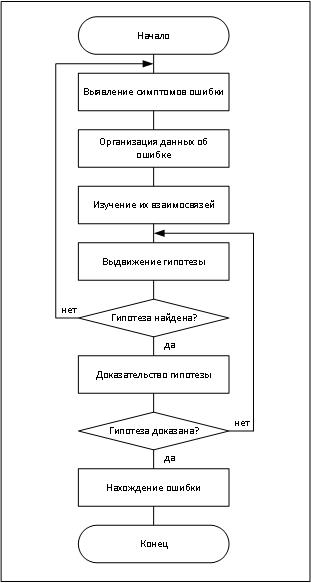 Начало
Выявление симптомов ошибки
Организация данных об
ошибке
Изучение их взаимосвязей
Выдвижение гипотезы
Гипотеза найдена?
нет
да
Доказательство гипотезы
Гипотеза доказана?
нет
да
Нахождение ошибки
Конец